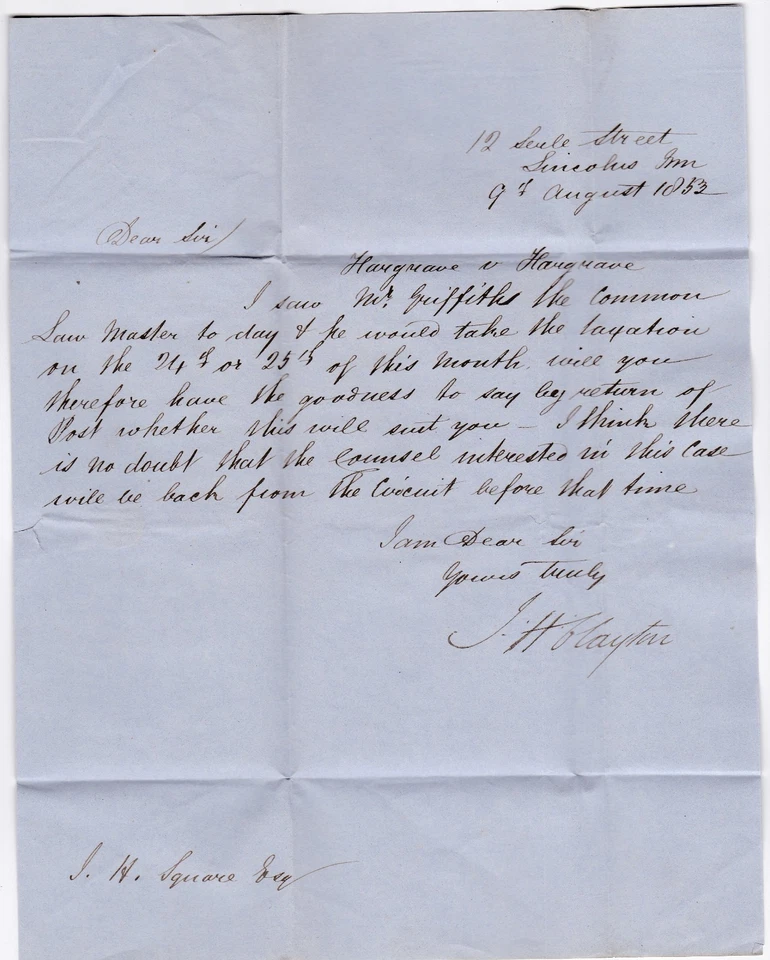 12 Serle Street
Lincolns Inn
9th August 1853
Dear Sir/
Hargrave v Hargrave
I saw Mr. Griffiths the Common
Law Master to day & he would take the taxation
on the 24th or 25th of this Month. will you
therefore have the goodness to say by return of
Post whether this will suit you – I think there
is no doubt that the Counsel interested in this Case
will be back from the Circuit before that time
I am Dear Sir
Yours truly
J. H Clayton
J. H. Square Esq